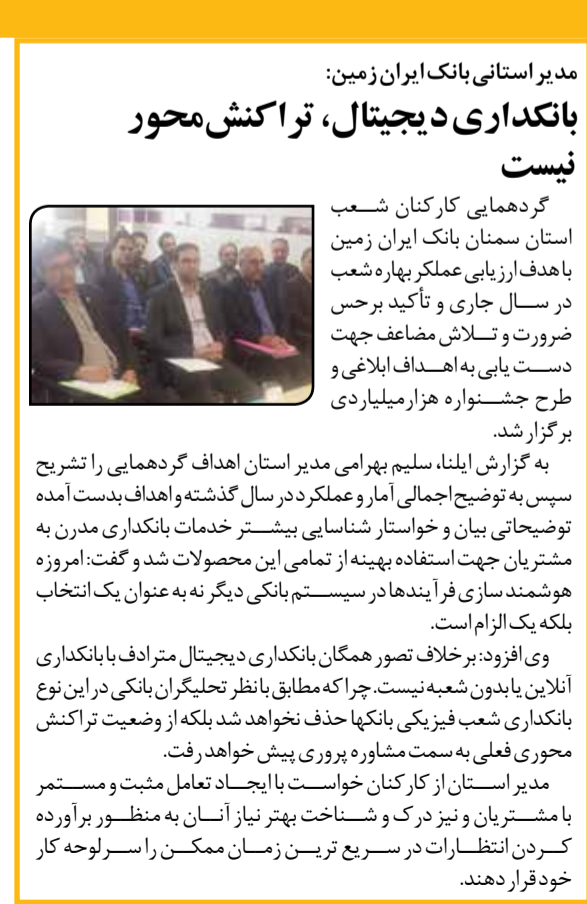 مدیر استانی بانک ایران زمین:
بانکداری دیجیتال، تراکنش‌محور
نیست
گردهمایی کارکنان شعب
استان سمنان بانک ایران زمین
باهدف ارزیابی عملکر بهاره شعب
در سال جاری و تأکید بر حس
ضرورت و تلاش مضاعف جهت
دست یابی به اهداف ابلاغی و
طرح جشنواره هزار میلیاردی
برگزار شد.
به گزارش ایلنا، سلیم بهرامی مدیر استان اهداف گردهمایی را تشریح
سپس به توضیح اجمالی آمار و عملکرد در سال گذشته و اهداف بدست آمده
توضیحاتی بیان و خواستار شناسایی بیشتر خدمات بانکداری مدرن به
مشتریان جهت استفاده بهینه از تمامی این محصولات شد و گفت: امروزه
هوشمند سازی فرآیندها در سیستم بانکی دیگر نه به عنوان یک انتخاب
بلکه یک الزام است.
وی افزود: بر خلاف تصور همگان بانکداری دیجیتال مترادف با بانکداری
آنلاین یا بدون شعبه نیست. چرا که مطابق با نظر تحلیگران بانکی در این نوع
بانکداری شعب فیزیکی بانکها حذف نخواهد شد بلکه از وضعیت تراکنش
محوری فعلی به سمت مشاوره پروری پیش خواهد رفت.
مدیر استان از کارکنان خواست با ایجاد تعامل مثبت و مستمر
با مشتریان و نیز درک و شناخت بهتر نیاز آنان به منظور برآورده
کردن انتظارات در سریع ترین زمان ممکن را سرلوحه کار
خود قرار دهند.